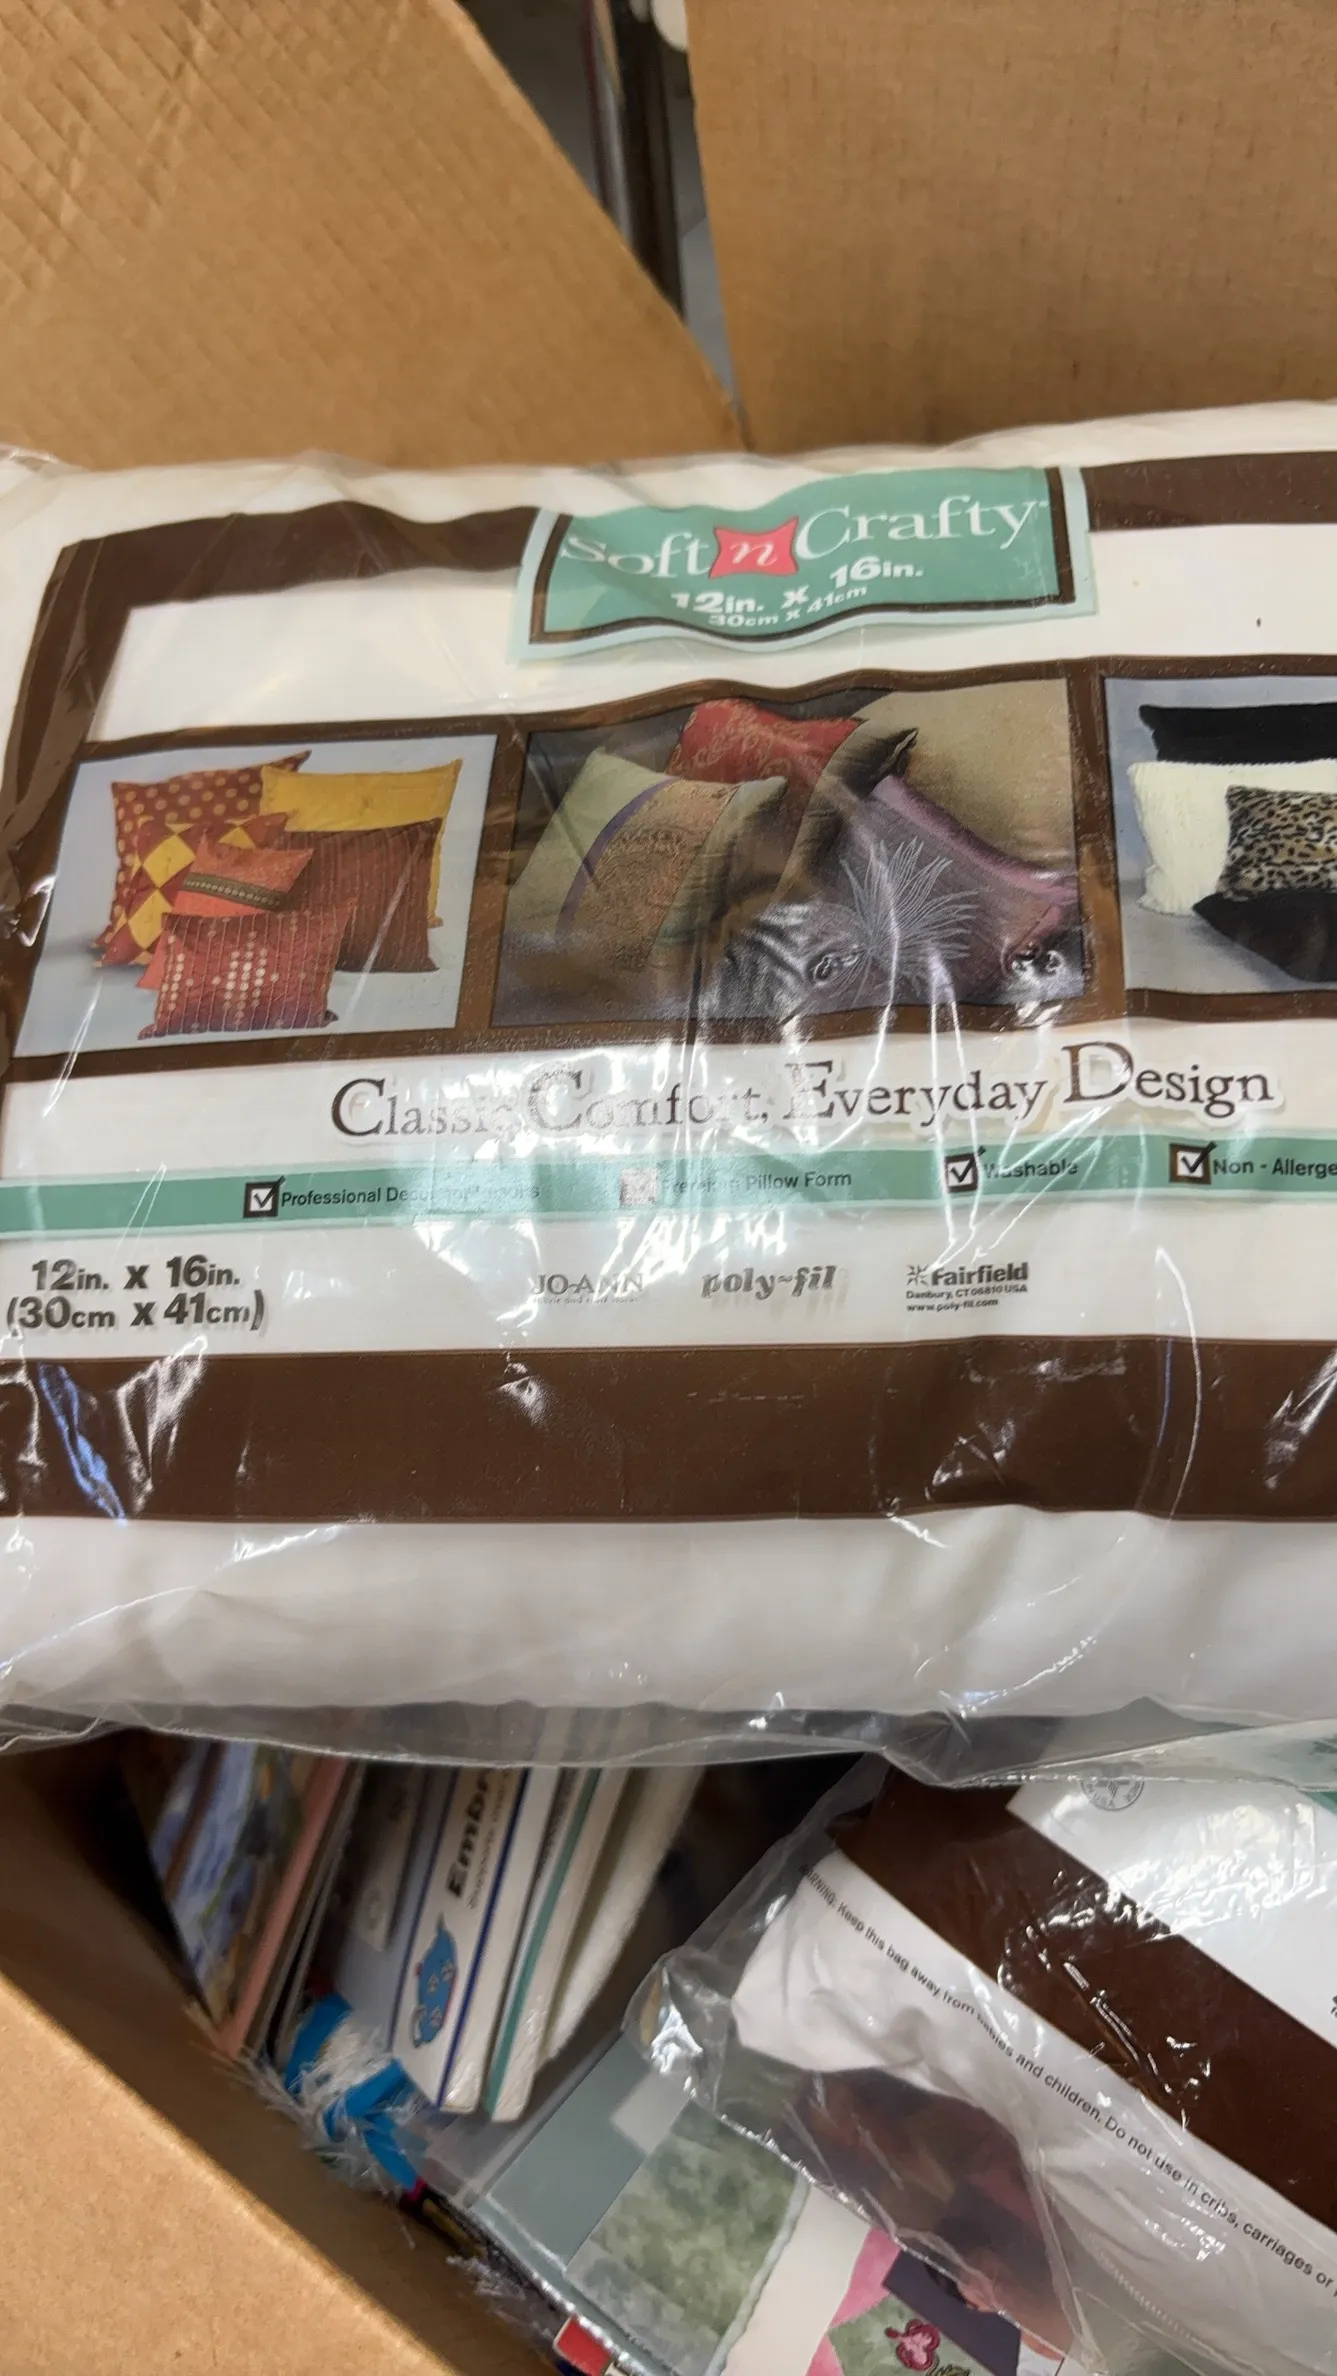 Soft n Crafty
12in. x 16in.
30cm x 41cm
Classic Comfort, Everyday Design
Professional
Pillow Form
Washable
Non - Allerge
12in. x 16in.
(30cm x 41cm)
JO-ANN
poly~fil
Fairfield
Danbury, CT 06810 USA
www.poly-fil.com
Embr
Keep this bag away from babies and children. Do not use in cribs, carriages or